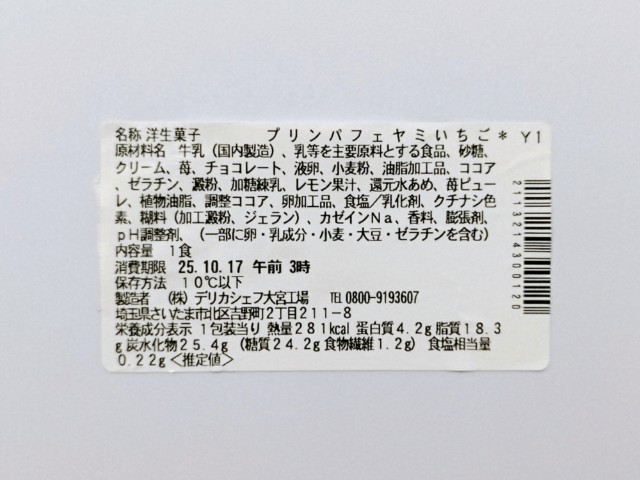 名称 洋生菓子 プリンパフェヤミいちご* Y1
原材料名 牛乳（国内製造）、乳等を主要原料とする食品、砂糖、
クリーム、苺、チョコレート、液卵、小麦粉、油脂加工品、ココア
、ゼラチン、澱粉、加糖練乳、レモン果汁、還元水あめ、苺ピュー
レ、植物油脂、調整ココア、卵加工品、食塩／乳化剤、クチナシ色
素、糊料（加工澱粉、ジェラン）、カゼインNa、香料、膨張剤、
pH調整剤、（一部に卵・乳成分・小麦・大豆・ゼラチンを含む）
内容量 1食
消費期限 25.10.17 午前 3時
保存方法 10℃以下
製造者 （株）デリカシェフ大宮工場 TEL 0800-9193607
埼玉県さいたま市北区吉野町2丁目211-8
栄養成分表示 1包装当り 熱量281kcal 蛋白質4.2g 脂質18.3
g 炭水化物25.4g （糖質24.2g 食物繊維1.2g） 食塩相当量
0.22g＜推定値＞
2113214300120